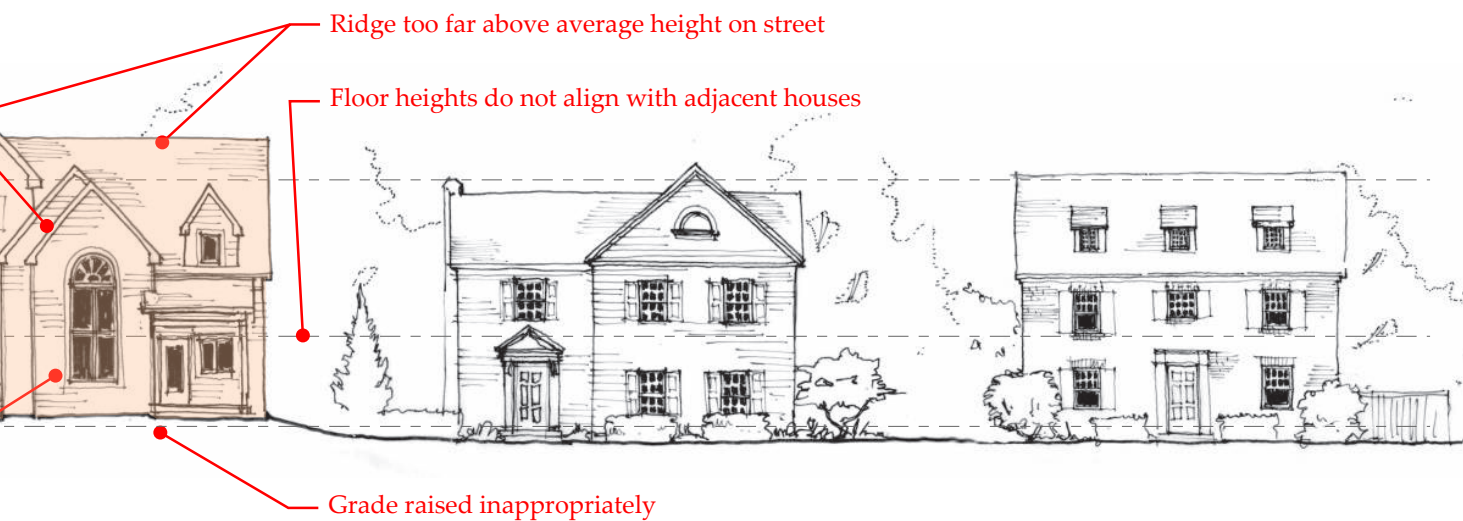 Ridge too far above average height on street
Floor heights do not align with adjacent houses
Grade raised inappropriately